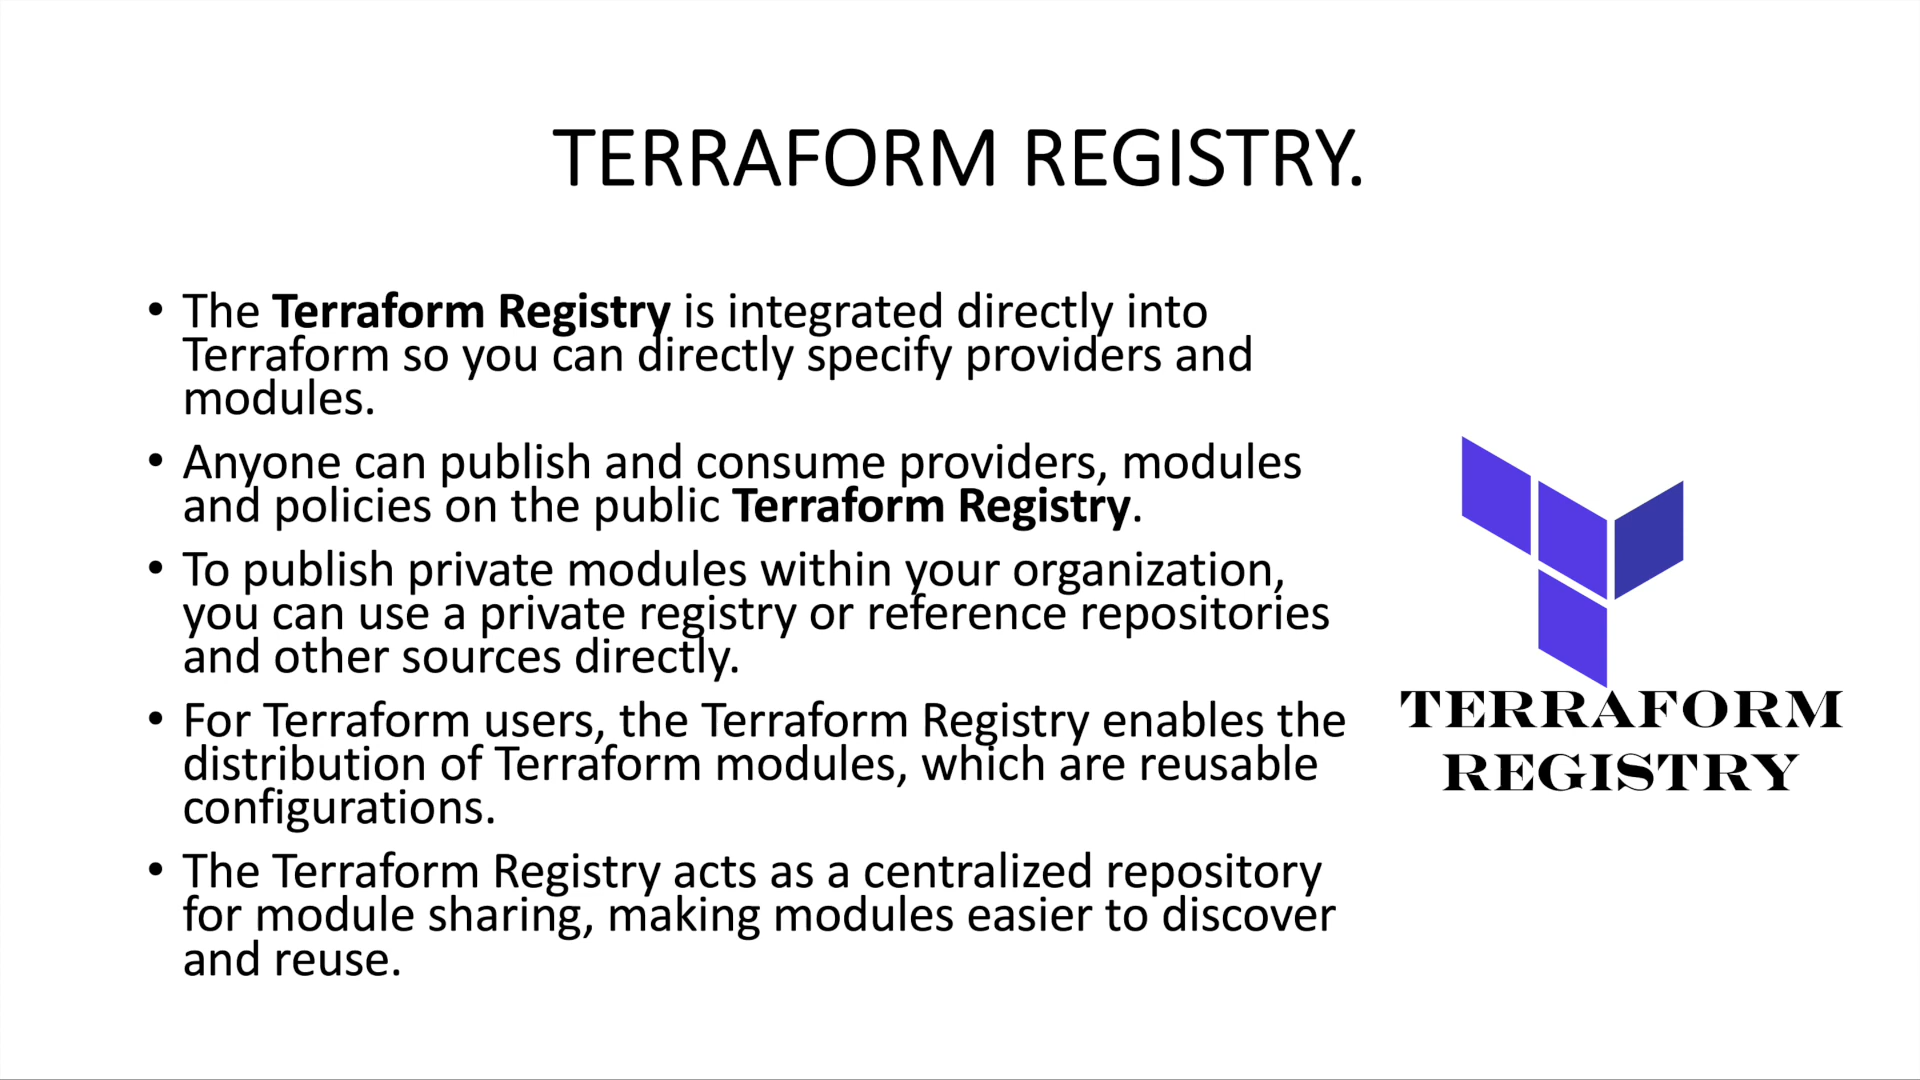 TERRAFORM REGISTRY.
• The Terraform Registry is integrated directly into
Terraform so you can directly specify providers and
modules.
• Anyone can publish and consume providers, modules
and policies on the public Terraform Registry.
• To publish private modules within your organization,
you can use a private registry or reference repositories
and other sources directly.
• For Terraform users, the Terraform Registry enables the
distribution of Terraform modules, which are reusable
configurations.
• The Terraform Registry acts as a centralized repository
for module sharing, making modules easier to discover
and reuse.
TERRAFORM
REGISTRY